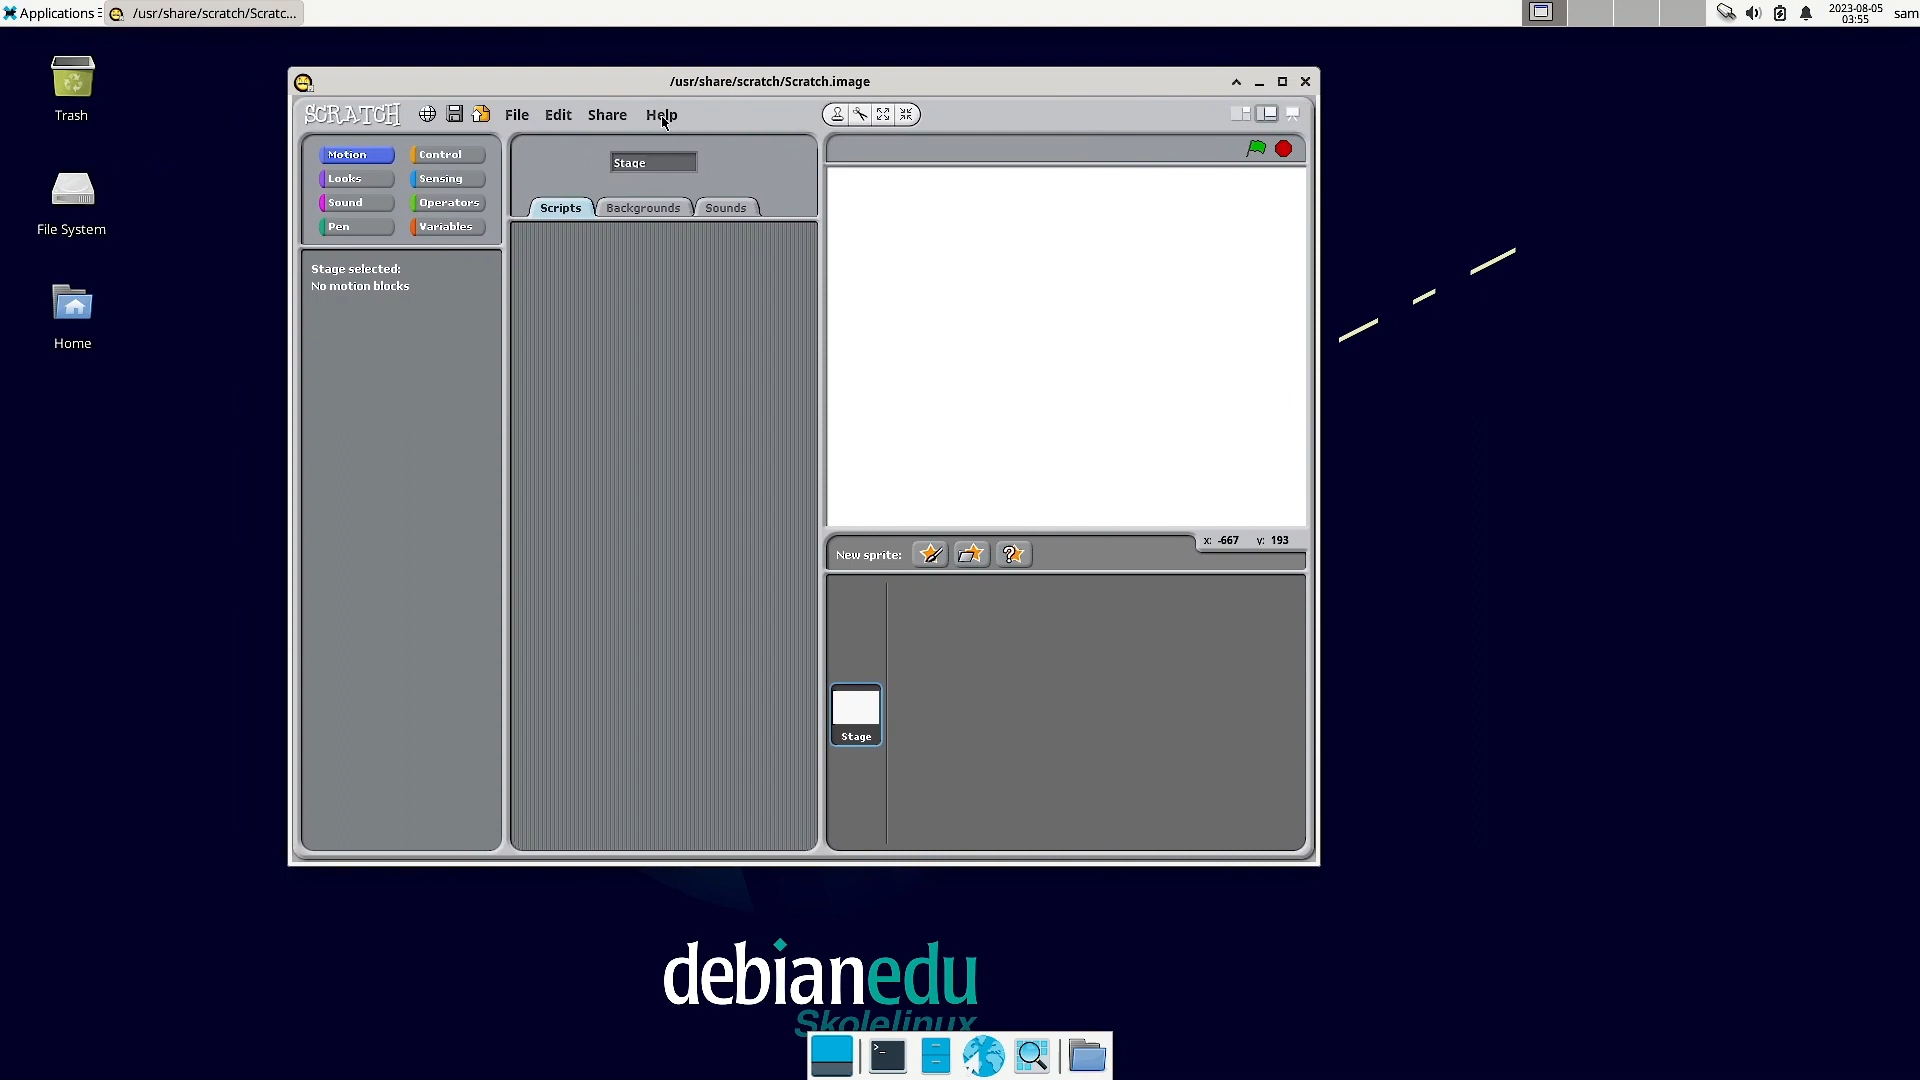 Applications
/usr/share/scratch/Scratc...
2023-08-05
03:55
sam
Trash
File System
Home
/usr/share/scratch/Scratch.image
SCRATCH
File
Edit
Share
Help
Motion
Control
Looks
Sensing
Sound
Operators
Pen
Variables
Stage selected:
No motion blocks
Stage
Scripts
Backgrounds
Sounds
x: -667 y: 193
New sprite:
Stage
debianedu
Skolelinux